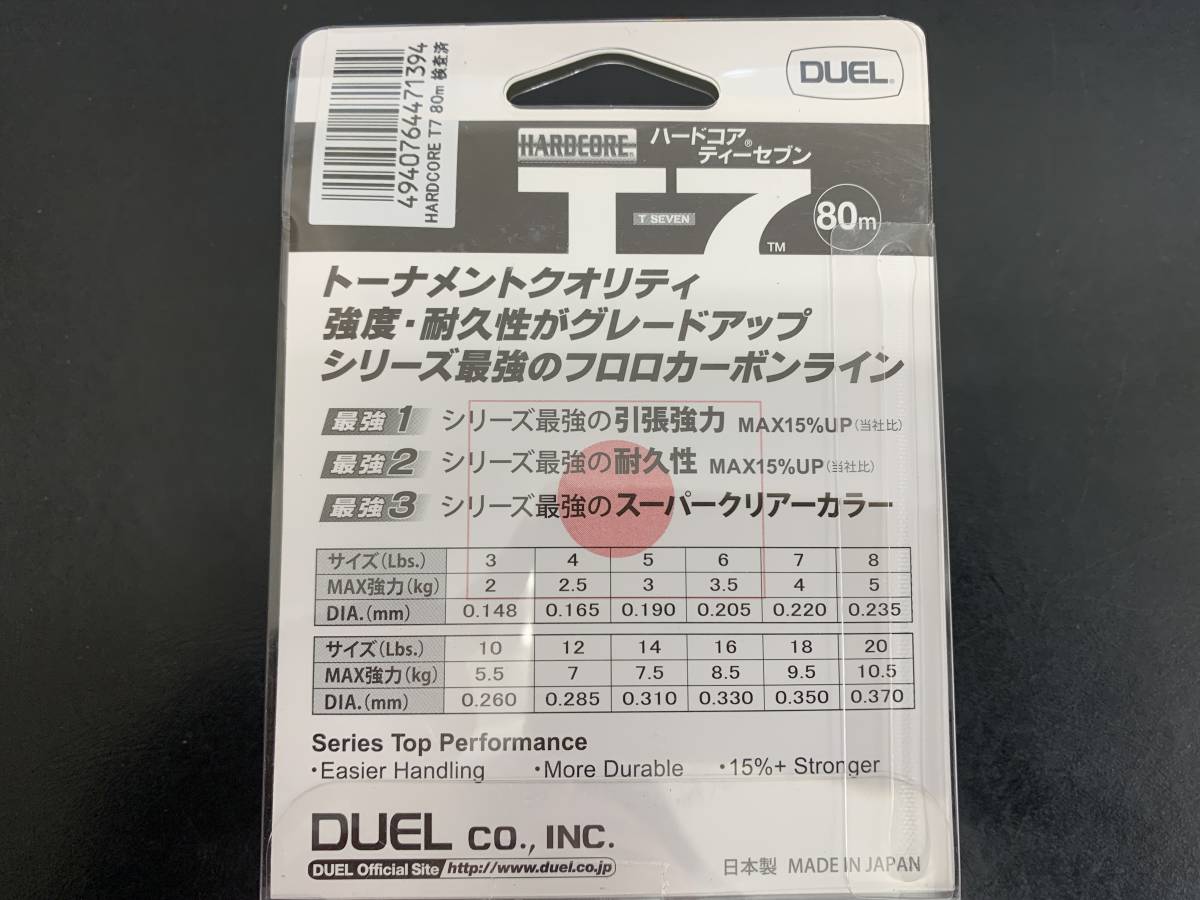 4940764471394
HARDCORE T7 80m 検査済
DUEL®
HARDCORE® ハードコア®
ティーセブン
T7™
T SEVEN
80m
トーナメントクオリティ
強度・耐久性がグレードアップ
シリーズ最強のフロロカーボンライン
最強1 シリーズ最強の引張強力 MAX15%UP(当社比)
最強2 シリーズ最強の耐久性 MAX15%UP(当社比)
最強3 シリーズ最強のスーパークリアーカラー
サイズ(Lbs.) 3 4 5 6 7 8
MAX強力(kg) 2 2.5 3 3.5 4 5
DIA.(mm) 0.148 0.165 0.190 0.205 0.220 0.235
サイズ(Lbs.) 10 12 14 16 18 20
MAX強力(kg) 5.5 7 7.5 8.5 9.5 10.5
DIA.(mm) 0.260 0.285 0.310 0.330 0.350 0.370
Series Top Performance
・Easier Handling ・More Durable ・15%+ Stronger
DUEL CO., INC.
DUEL Official Site http://www.duel.co.jp
日本製 MADE IN JAPAN